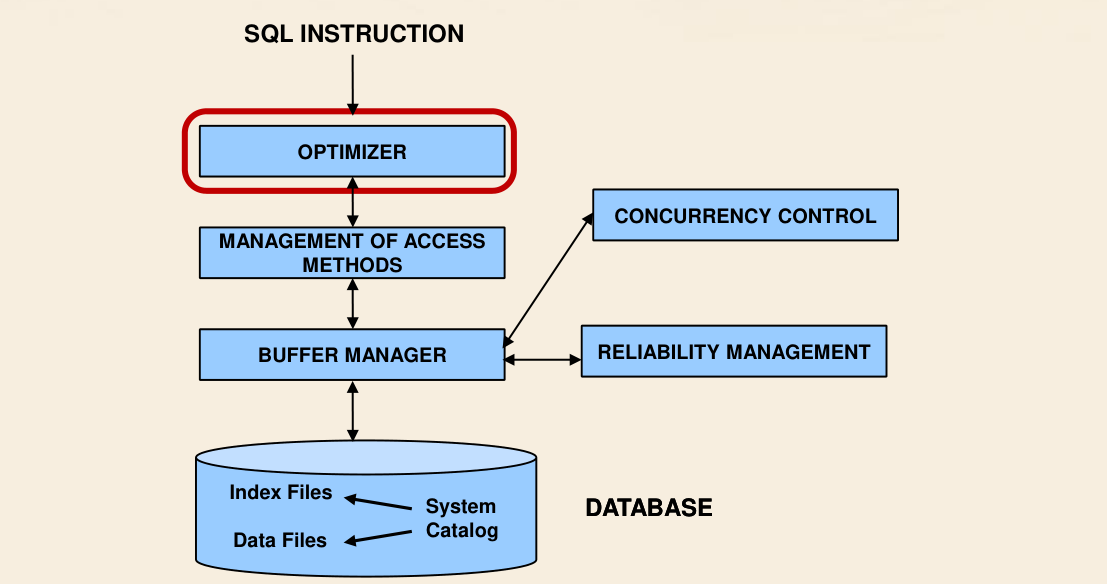 SQL INSTRUCTION
OPTIMIZER
CONCURRENCY CONTROL
MANAGEMENT OF ACCESS
METHODS
BUFFER MANAGER
RELIABILITY MANAGEMENT
Index Files
System
Catalog
Data Files
DATABASE